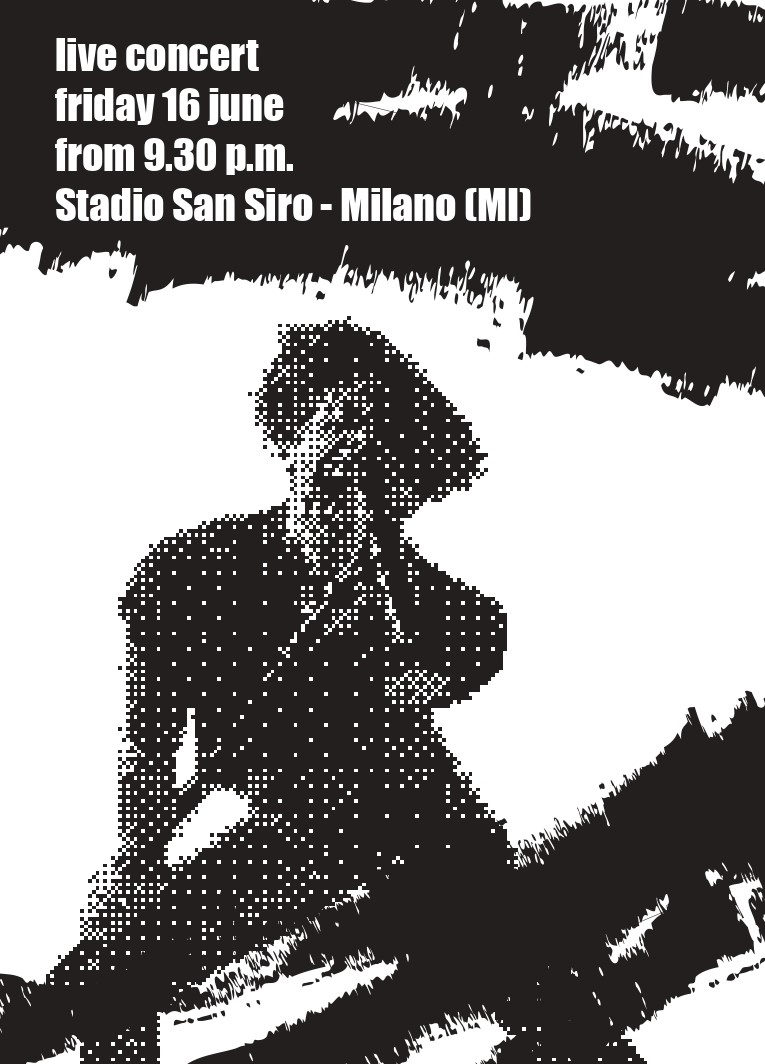 live concert
friday 16 june
from 9.30 p.m.
Stadio San Siro - Milano (MI)